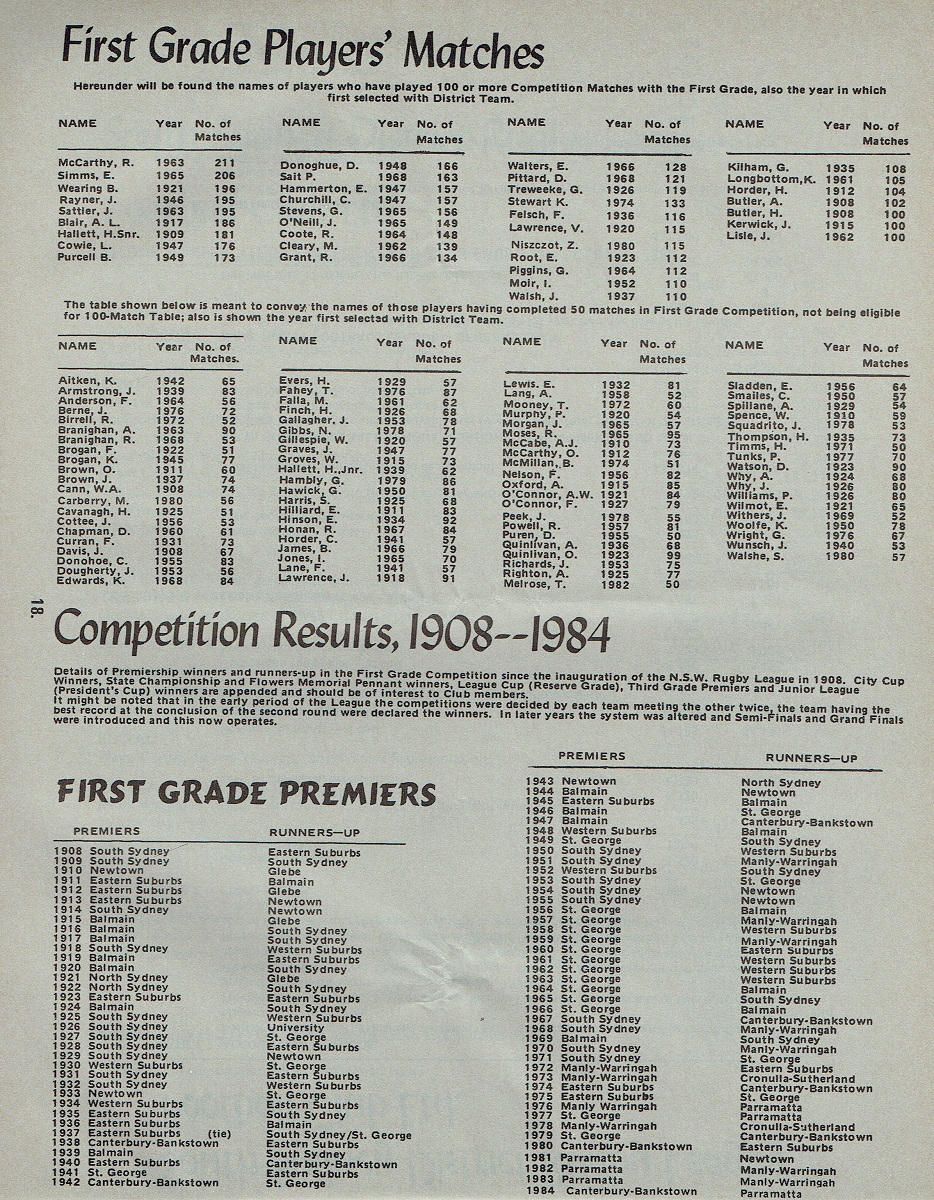 First Grade Players' Matches
Hereunder will be found the names of players who have played 100 or more Competition Matches with the First Grade, also the year in which
first selected with District Team.
NAME Year No. of Matches
McCarthy, R. 1963 211
Simms, E. 1965 206
Wearing B. 1921 196
Rayner, J. 1946 195
Sattler, J. 1963 195
Blair, A. L. 1917 186
Hallett, H.Snr. 1909 181
Cowie, L. 1947 176
Purcell B. 1949 173
NAME Year No. of Matches
Donoghue, D. 1948 166
Sait P. 1968 163
Hammerton, E. 1947 157
Churchill, C. 1947 157
Stevens, G. 1965 156
O'Neill, J. 1965 149
Coote, R. 1964 148
Cleary, M. 1962 139
Grant, R. 1966 134
NAME Year No. of Matches
Walters, E. 1966 128
Pittard, D. 1968 121
Treweeke, G. 1926 119
Stewart K. 1974 133
Felsch, F. 1936 116
Lawrence, V. 1920 115
Niszczot, Z. 1980 115
Root, E. 1923 112
Piggins, G. 1964 112
Moir, I. 1952 110
Walsh, J. 1937 110
NAME Year No. of Matches
Kilham, G. 1935 108
Longbottom,K. 1961 105
Horder, H. 1912 104
Butler, A. 1908 102
Butler, H. 1908 100
Kerwick, J. 1915 100
Lisle, J. 1962 100
The table shown below is meant to convey the names of those players having completed 50 matches in First Grade Competition, not being eligible
for 100-Match Table; also is shown the year first selected with District Team.
NAME Year No. of Matches.
Aitken, K. 1942 65
Armstrong, J. 1939 83
Anderson, F. 1964 56
Berne, J. 1976 72
Birrell, R. 1972 52
Branighan, A. 1963 90
Branighan, R. 1968 53
Brogan, F. 1922 51
Brogan, K. 1945 77
Brown, O. 1911 60
Brown, J. 1937 74
Cann, W.A. 1908 74
Carberry, M. 1980 56
Cavanagh, H. 1925 51
Cottee, J. 1956 53
Chapman, D. 1960 61
Curran, F. 1931 73
Davis, J. 1908 67
Donohoe, C. 1955 83
Dougherty, J. 1953 56
Edwards, K. 1968 84
NAME Year No. of Matches
Evers, H. 1929 57
Fahey, T. 1976 87
Falla, M. 1961 62
Finch, H. 1926 68
Gallagher, J. 1953 78
Gibbs, N. 1978 71
Gillespie, W. 1920 57
Graves, J. 1947 77
Groves, W. 1915 73
Hallett, H.,Jnr. 1939 62
Hambly, G. 1979 86
Hawick, G. 1950 81
Harris, S. 1925 68
Hilliard, E. 1911 83
Hinson, E. 1934 92
Honan, R. 1967 84
Horder, C. 1941 57
James, B. 1966 79
Jones, I. 1965 70
Lane, F. 1941 57
Lawrence, J. 1918 91
NAME Year No. of Matches
Lewis. E. 1932 81
Lang, A. 1958 52
Mooney, T. 1972 60
Murphy, P. 1920 54
Morgan, J. 1965 57
Moses, R. 1965 95
McCabe, A.J. 1910 73
McCarthy, O. 1912 76
McMillan, B. 1974 51
Nelson, F. 1956 82
Oxford, A. 1915 85
O'Connor, A.W. 1921 84
O'Connor, F. 1927 79
Peek, J. 1978 55
Powell, R. 1957 81
Puren, D. 1955 50
Quinlivan, A. 1936 68
Quinlivan, O. 1923 99
Richards, J. 1953 75
Righton, A. 1925 77
Melrose, T. 1982 50
NAME Year No. of Matches
Sladden, E. 1956 64
Smailes, C. 1950 57
Spillane, A. 1929 54
Spence, W. 1910 59
Squadrito, J. 1978 53
Thompson, H. 1935 73
Timms, H. 1971 50
Tunks, P. 1977 70
Watson, D. 1923 90
Why, A. 1924 68
Why, J. 1926 80
Williams, P. 1926 80
Wilmot, E. 1921 65
Withers, J. 1969 52
Woolfe, K. 1950 78
Wright, G. 1976 67
Wunsch, J. 1940 53
Walshe, S. 1980 57
18.
Competition Results, 1908--1984
Details of Premiership winners and runners-up in the First Grade Competition since the inauguration of the N.S.W. Rugby League in 1908. City Cup
Winners, State Championship and Flowers Memorial Pennant winners, League Cup (Reserve Grade), Third Grade Premiers and Junior League
(President's Cup) winners are appended and should be of interest to Club members.
It might be noted that in the early period of the League the competitions were decided by each team meeting the other twice, the team having the
best record at the conclusion of the second round were declared the winners. In later years the system was altered and Semi-Finals and Grand Finals
were introduced and this now operates.
FIRST GRADE PREMIERS
PREMIERS RUNNERS—UP
1908 South Sydney Eastern Suburbs
1909 South Sydney South Sydney
1910 Newtown Glebe
1911 Eastern Suburbs Balmain
1912 Eastern Suburbs Glebe
1913 Eastern Suburbs Newtown
1914 South Sydney Newtown
1915 Balmain Glebe
1916 Balmain South Sydney
1917 Balmain South Sydney
1918 South Sydney Western Suburbs
1919 Balmain Eastern Suburbs
1920 Balmain South Sydney
1921 North Sydney Glebe
1922 North Sydney South Sydney
1923 Eastern Suburbs Eastern Suburbs
1924 Balmain South Sydney
1925 South Sydney Western Suburbs
1926 South Sydney University
1927 South Sydney St. George
1928 South Sydney Eastern Suburbs
1929 South Sydney Newtown
1930 Western Suburbs St. George
1931 South Sydney Eastern Suburbs
1932 South Sydney Western Suburbs
1933 Newtown St. George
1934 Western Suburbs Eastern Suburbs
1935 Eastern Suburbs South Sydney
1936 Eastern Suburbs Balmain
1937 Eastern Suburbs (tie) South Sydney/St. George
1938 Canterbury-Bankstown Eastern Suburbs
1939 Balmain South Sydney
1940 Eastern Suburbs Canterbury-Bankstown
1941 St. George Eastern Suburbs
1942 Canterbury-Bankstown St. George
PREMIERS RUNNERS—UP
1943 Newtown North Sydney
1944 Balmain Newtown
1945 Eastern Suburbs Balmain
1946 Balmain St. George
1947 Balmain Canterbury-Bankstown
1948 Western Suburbs Balmain
1949 St. George South Sydney
1950 South Sydney Western Suburbs
1951 South Sydney Manly-Warringah
1952 Western Suburbs South Sydney
1953 South Sydney St. George
1954 South Sydney Newtown
1955 South Sydney Newtown
1956 St. George Balmain
1957 St. George Manly-Warringah
1958 St. George Western Suburbs
1959 St. George Manly-Warringah
1960 St. George Eastern Suburbs
1961 St. George Western Suburbs
1962 St. George Western Suburbs
1963 St. George Western Suburbs
1964 St. George Balmain
1965 St. George South Sydney
1966 St. George Balmain
1967 South Sydney Canterbury-Bankstown
1968 South Sydney Manly-Warringah
1969 Balmain South Sydney
1970 South Sydney Manly-Warringah
1971 South Sydney St. George
1972 Manly-Warringah Eastern Suburbs
1973 Manly-Warringah Cronulla-Sutherland
1974 Eastern Suburbs Canterbury-Bankstown
1975 Eastern Suburbs St. George
1976 Manly Warringah Parramatta
1977 St. George Parramatta
1978 Manly-Warringah Cronulla-Sutherland
1979 St. George Canterbury-Bankstown
1980 Canterbury-Bankstown Eastern Suburbs
1981 Parramatta Newtown
1982 Parramatta Manly-Warringah
1983 Parramatta Manly-Warringah
1984 Canterbury-Bankstown Parramatta